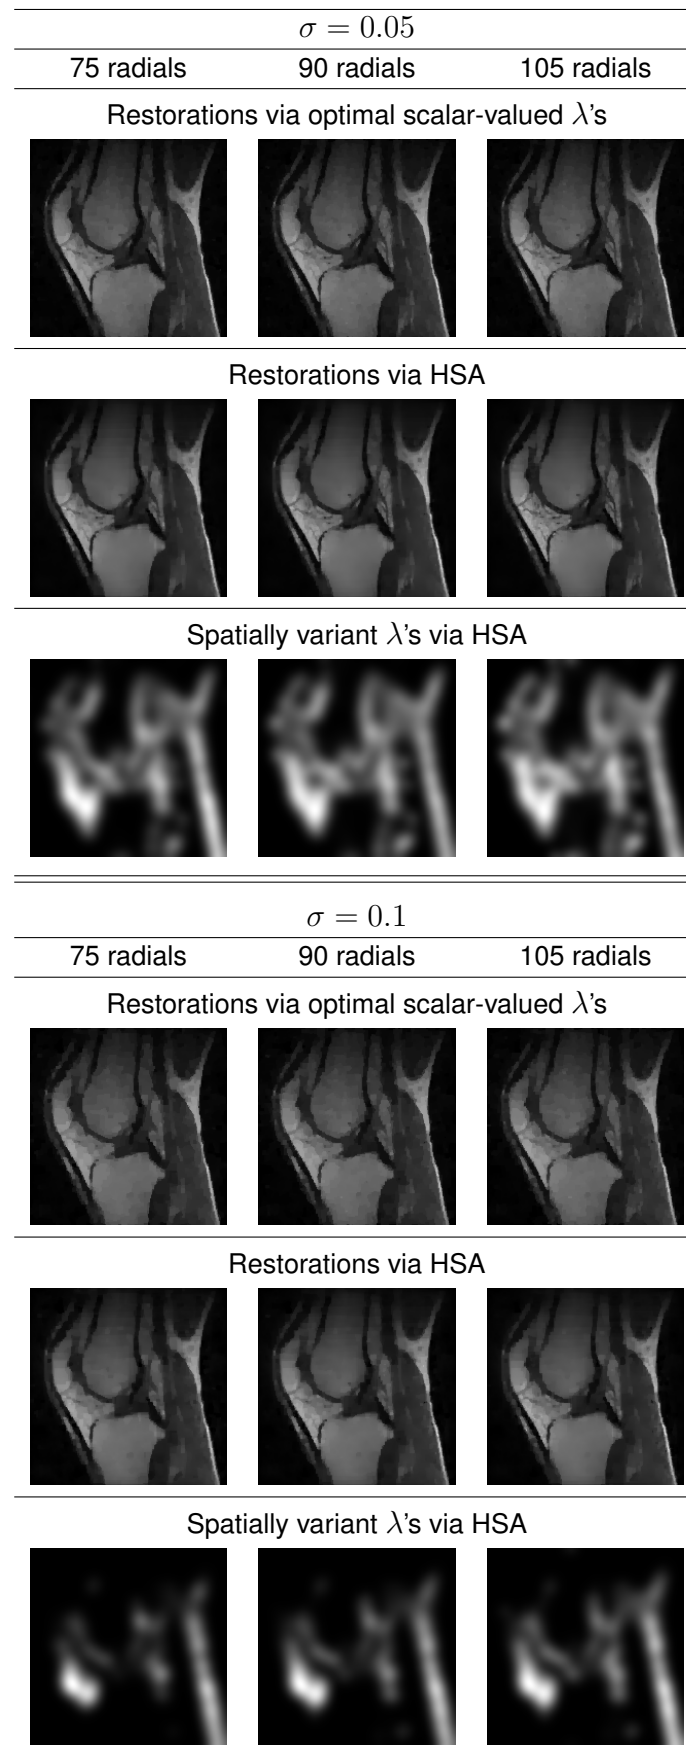 σ = 0.05
75 radials 90 radials 105 radials
Restorations via optimal scalar-valued λ's
Restorations via HSA
Spatially variant λ's via HSA
σ = 0.1
75 radials 90 radials 105 radials
Restorations via optimal scalar-valued λ's
Restorations via HSA
Spatially variant λ's via HSA